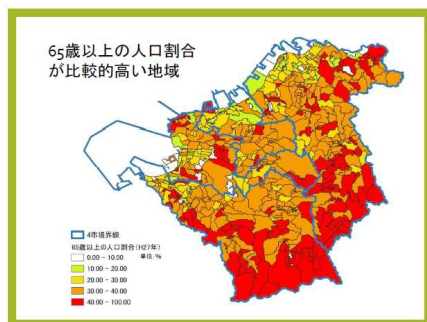 65歳以上の人口割合
が比較的高い地域
4市境界線
65歳以上の人口割合(H27年)
単位:%
0.00 - 10.00
10.00 - 20.00
20.00 - 30.00
30.00 - 40.00
40.00 - 100.00